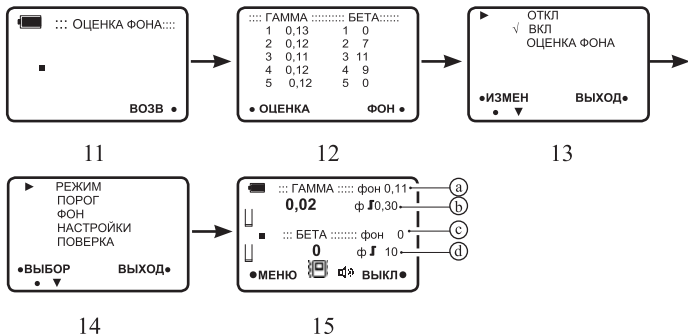 ::: ОЦЕНКА ФОНА::::
ВОЗВ •
11
:::: ГАММА :::::::::: БЕТА::::::
1 0,13 1 0
2 0,12 2 7
3 0,11 3 11
4 0,12 4 9
5 0,12 5 0
• ОЦЕНКА ФОН •
12
► ОТКЛ
√ ВКЛ
ОЦЕНКА ФОНА
•ИЗМЕН ВЫХОД•
• ▼
13
► РЕЖИМ
ПОРОГ
ФОН
НАСТРОЙКИ
ПОВЕРКА
•ВЫБОР ВЫХОД•
• ▼
14
::: ГАММА ::::: фон 0,11 a
0,02 ф 0,30 b
::: БЕТА :::::::: фон 0 c
0 ф 10 d
•МЕНЮ ВЫКЛ•
15